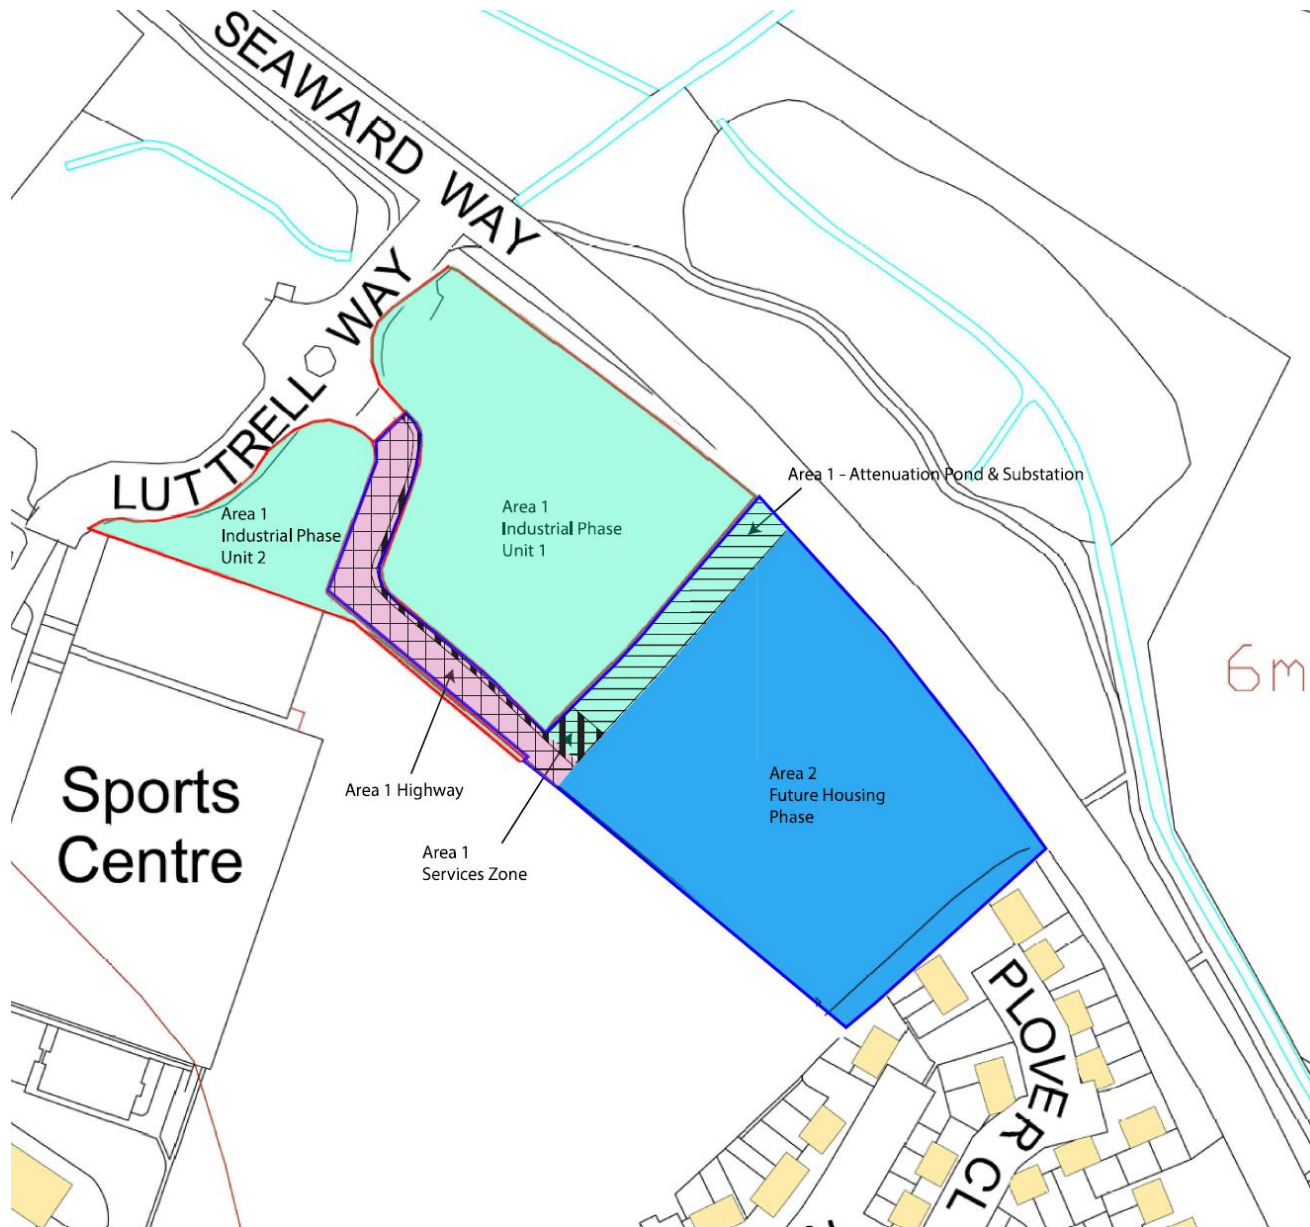 SEAWARD WAY
LUTTRELL WAY
Area 1 – Attenuation Pond & Substation
Area 1
Industrial Phase
Unit 1
Area 1
Industrial Phase
Unit 2
6m
Area 2
Future Housing
Phase
Area 1 Highway
Area 1
Services Zone
Sports
Centre
PLOVER CL